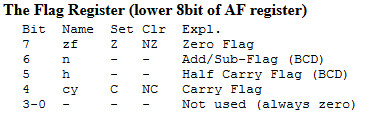 The Flag Register (lower 8bit of AF register)
Bit Name Set Clr Expl.
7 zf Z NZ Zero Flag
6 n - - Add/Sub-Flag (BCD)
5 h - - Half Carry Flag (BCD)
4 cy C NC Carry Flag
3-0 - - - Not used (always zero)